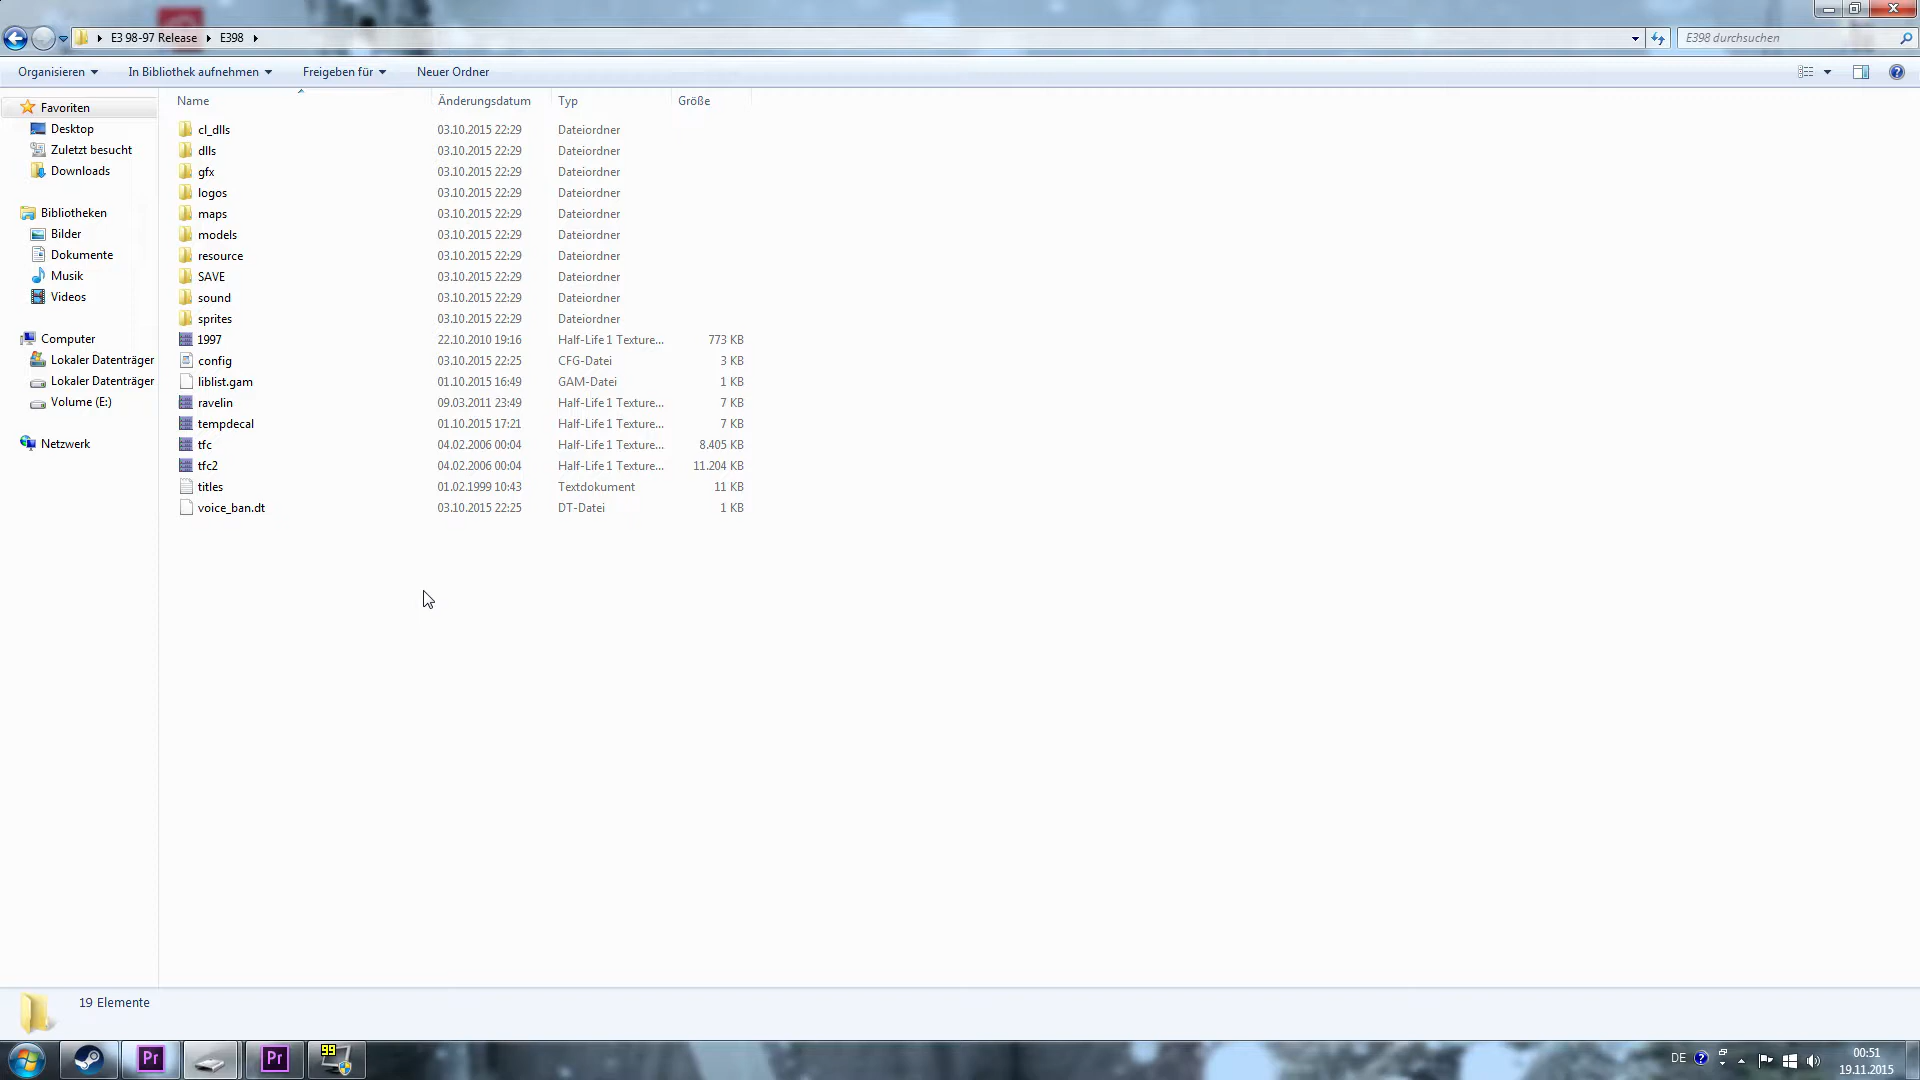 E3 98-97 Release E398 E398 durchsuchen
Organisieren In Bibliothek aufnehmen Freigeben für Neuer Ordner
Name Änderungsdatum Typ Größe
Favoriten
Desktop
Zuletzt besucht
Downloads
Bibliotheken
Bilder
Dokumente
Musik
Videos
Computer
Lokaler Datenträger
Lokaler Datenträger
Volume (E:)
Netzwerk
cl_dlls 03.10.2015 22:29 Dateiordner
dlls 03.10.2015 22:29 Dateiordner
gfx 03.10.2015 22:29 Dateiordner
logos 03.10.2015 22:29 Dateiordner
maps 03.10.2015 22:29 Dateiordner
models 03.10.2015 22:29 Dateiordner
resource 03.10.2015 22:29 Dateiordner
SAVE 03.10.2015 22:29 Dateiordner
sound 03.10.2015 22:29 Dateiordner
sprites 03.10.2015 22:29 Dateiordner
1997 22.10.2010 19:16 Half-Life 1 Texture... 773 KB
config 03.10.2015 22:25 CFG-Datei 3 KB
liblist.gam 01.10.2015 16:49 GAM-Datei 1 KB
ravelin 09.03.2011 23:49 Half-Life 1 Texture... 7 KB
tempdecal 01.10.2015 17:21 Half-Life 1 Texture... 7 KB
tfc 04.02.2006 00:04 Half-Life 1 Texture... 8.405 KB
tfc2 04.02.2006 00:04 Half-Life 1 Texture... 11.204 KB
titles 01.02.1999 10:43 Textdokument 11 KB
voice_ban.dt 03.10.2015 22:25 DT-Datei 1 KB
19 Elemente
Pr Pr 99 DE 00:51
19.11.2015